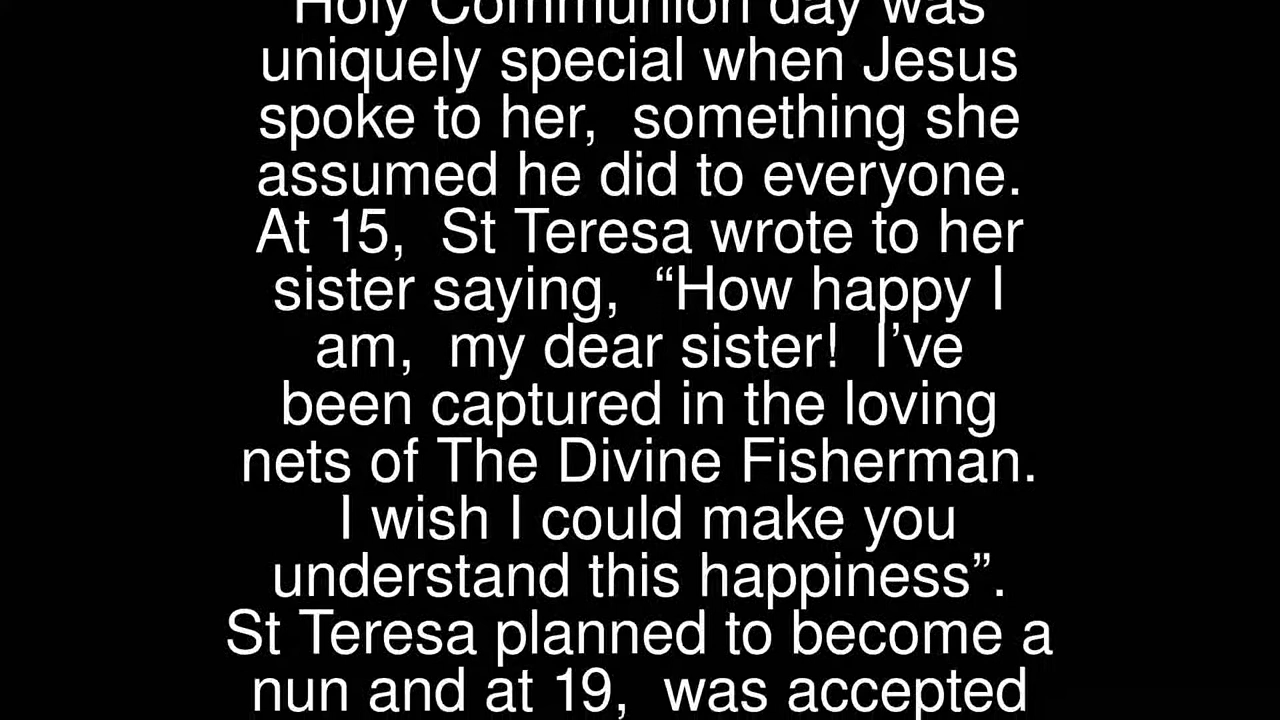 Holy Communion day was
uniquely special when Jesus
spoke to her,  something she
assumed he did to everyone.
At 15,  St Teresa wrote to her
sister saying,  “How happy I
am,  my dear sister!  I’ve
been captured in the loving
nets of The Divine Fisherman.
I wish I could make you
understand this happiness”.
St Teresa planned to become a
nun and at 19,  was accepted